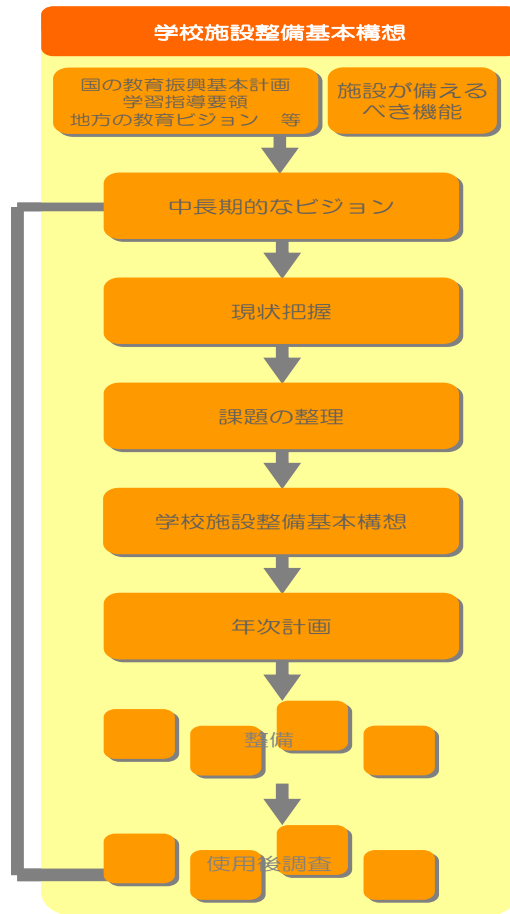 学校施設整備基本構想
国の教育振興基本計画
学習指導要領
地方の教育ビジョン　等
施設が備える
べき機能
中長期的なビジョン
現状把握
課題の整理
学校施設整備基本構想
年次計画
整備
使用後調査